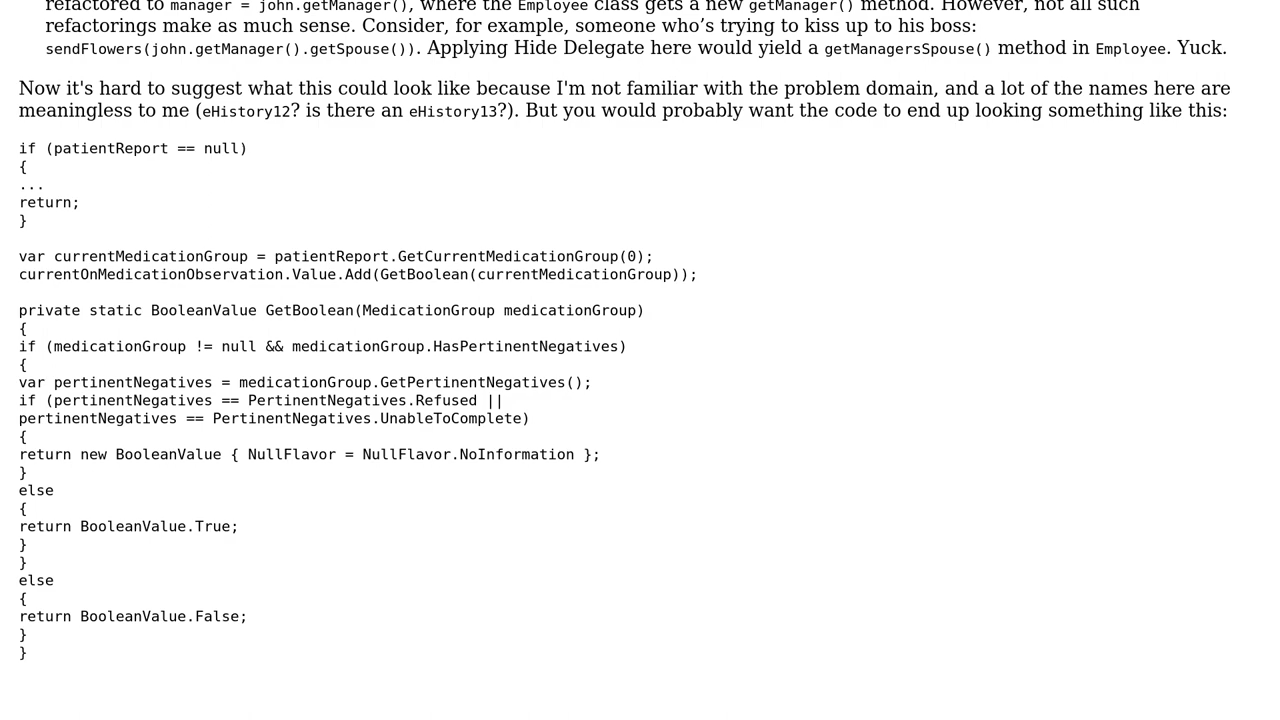 refactored to manager = john.getManager(), where the Employee class gets a new getManager() method. However, not all such
refactorings make as much sense. Consider, for example, someone who’s trying to kiss up to his boss:
sendFlowers(john.getManager().getSpouse()). Applying Hide Delegate here would yield a getManagersSpouse() method in Employee. Yuck.
Now it's hard to suggest what this could look like because I'm not familiar with the problem domain, and a lot of the names here are
meaningless to me (eHistory12? is there an eHistory13?). But you would probably want the code to end up looking something like this:
if (patientReport == null)
{
...
return;
}
var currentMedicationGroup = patientReport.GetCurrentMedicationGroup(0);
currentOnMedicationObservation.Value.Add(GetBoolean(currentMedicationGroup));
private static BooleanValue GetBoolean(MedicationGroup medicationGroup)
{
if (medicationGroup != null && medicationGroup.HasPertinentNegatives)
{
var pertinentNegatives = medicationGroup.GetPertinentNegatives();
if (pertinentNegatives == PertinentNegatives.Refused ||
pertinentNegatives == PertinentNegatives.UnableToComplete)
{
return new BooleanValue { NullFlavor = NullFlavor.NoInformation };
}
else
{
return BooleanValue.True;
}
}
else
{
return BooleanValue.False;
}
}